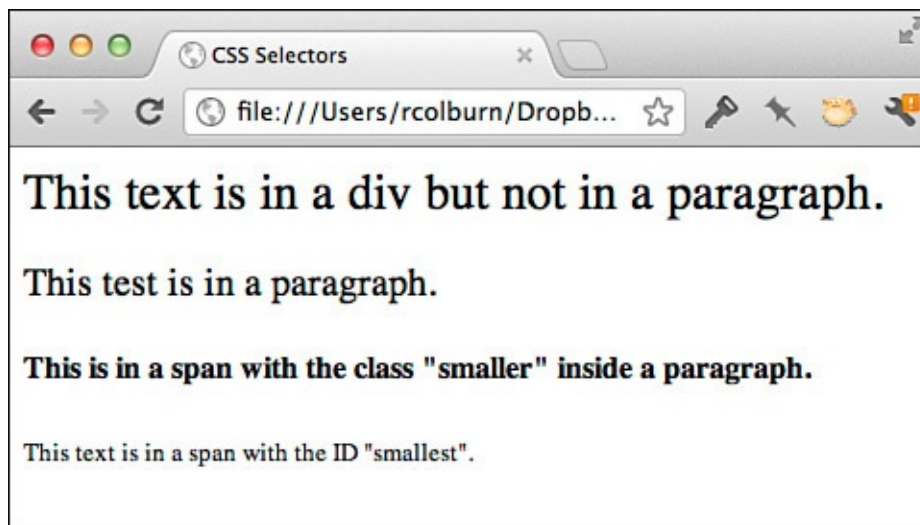 CSS Selectors
file:///Users/rcolburn/Dropb...
This text is in a div but not in a paragraph.
This test is in a paragraph.
This is in a span with the class "smaller" inside a paragraph.
This text is in a span with the ID "smallest".